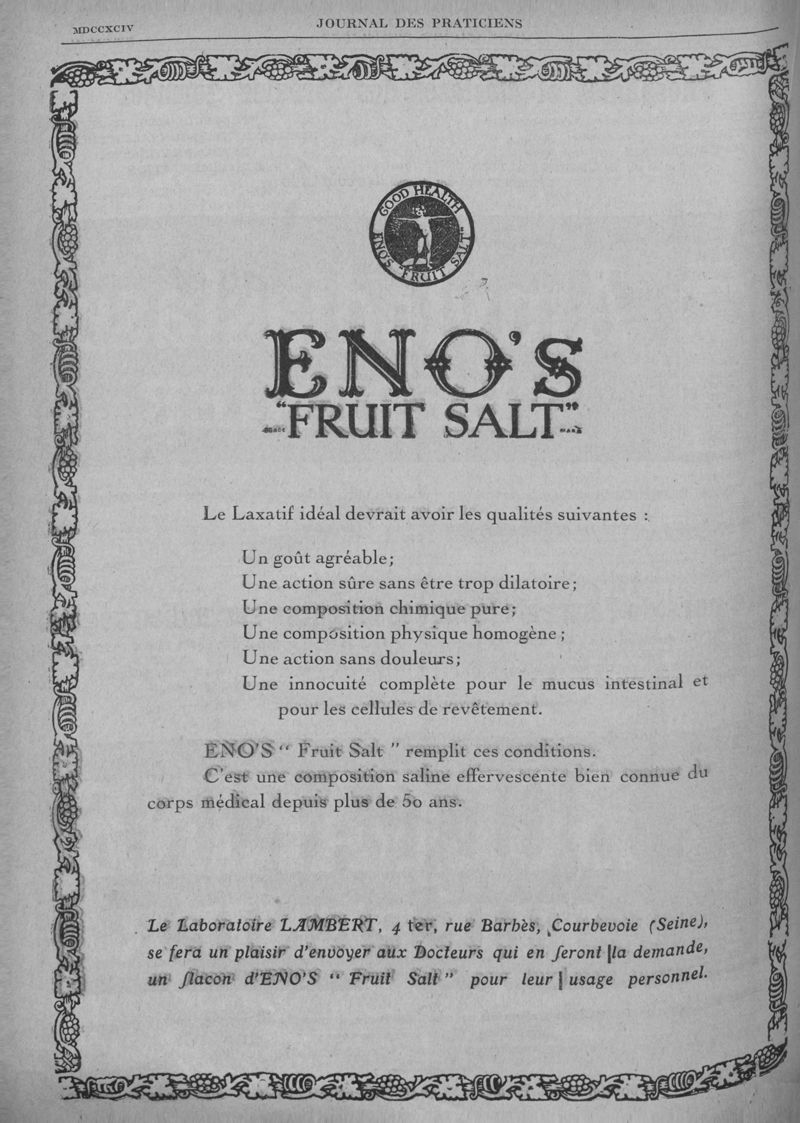 MDCCXCIV
JOURNAL DES PRATICIENS
GOOD HEALTH
ENO'S "FRUIT SALT"
ENO'S
TRADE "FRUIT SALT" MARK
Le Laxatif idéal devrait avoir les qualités suivantes :
Un goût agréable;
Une action sûre sans être trop dilatoire;
Une composition chimique pure;
Une composition physique homogène ;
Une action sans douleurs;
Une innocuité complète pour le mucus intestinal et
pour les cellules de revêtement.
ENO'S “ Fruit Salt ” remplit ces conditions.
C'est une composition saline effervescente bien connue du
corps médical depuis plus de 50 ans.
Le Laboratoire LAMBERT, 4 ter, rue Barbès, Courbevoie (Seine),
se fera un plaisir d'envoyer aux Docteurs qui en feront la demande,
un flacon d'ENO'S “ Fruit Salt ” pour leur usage personnel.